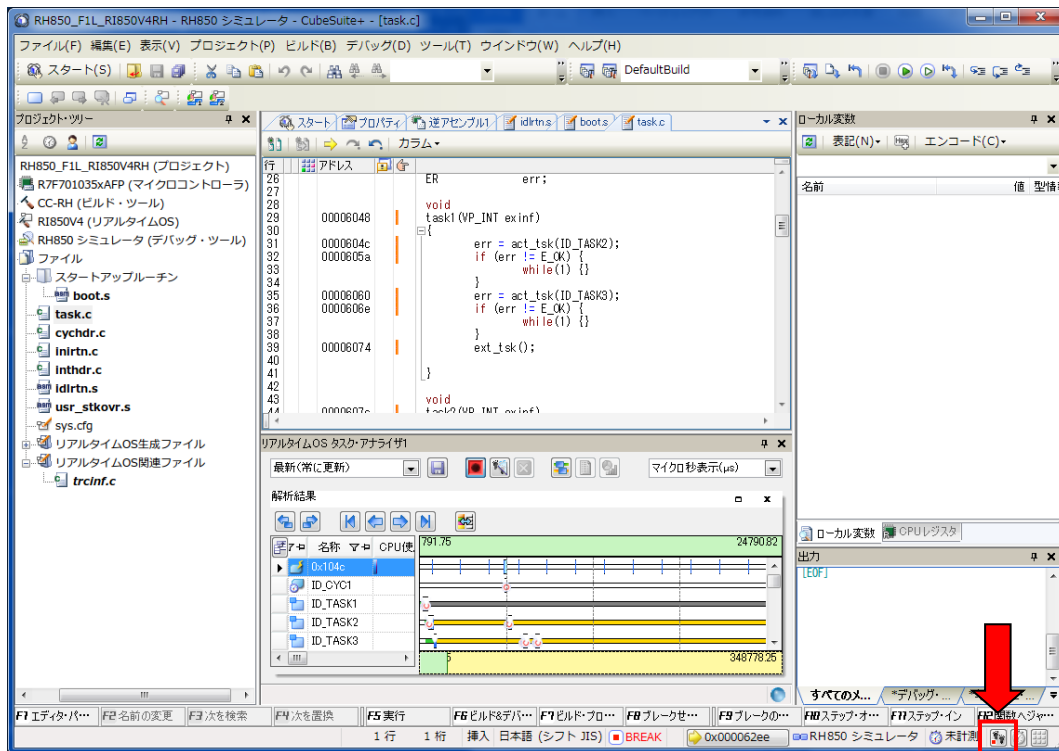 RH850_F1L_RI850V4RH - RH850 シミュレータ - CubeSuite+ - [task.c]
ファイル(F) 編集(E) 表示(V) プロジェクト(P) ビルド(B) デバッグ(D) ツール(T) ウインドウ(W) ヘルプ(H)
スタート(S)
DefaultBuild
プロジェクト・ツリー
RH850_F1L_RI850V4RH (プロジェクト)
R7F701035xAFP (マイクロコントローラ)
CC-RH (ビルド・ツール)
RI850V4 (リアルタイムOS)
RH850 シミュレータ (デバッグ・ツール)
ファイル
スタートアップルーチン
boot.s
task.c
cychdr.c
inirtn.c
inthdr.c
idlrtn.s
usr_stkovr.s
sys.cfg
リアルタイムOS生成ファイル
リアルタイムOS関連ファイル
trcinf.c
スタート プロパティ 逆アセンブル1 idlrtn.s boot.s task.c
カラム
行 アドレス
26 ER err;
27
28 void
29 00006048 task1(VP_INT exinf)
30 {
31 0000604c err = act_tsk(ID_TASK2);
32 0000605a if (err != E_OK) {
33 while(1) {}
34 }
35 00006060 err = act_tsk(ID_TASK3);
36 0000606e if (err != E_OK) {
37 while(1) {}
38 }
39 00006074 ext_tsk();
40
41 }
42
43 void
44 0000607c task2(VP_INT exinf)
リアルタイムOS タスク・アナライザ1
最新(常に更新) マイクロ秒表示(μs)
解析結果
名称 CPU使 791.75 24790.82
0x104c
ID_CYC1
ID_TASK1
ID_TASK2
ID_TASK3
5 348778.25
ローカル変数
表記(N) エンコード(C)
名前 値 型情報
ローカル変数 CPUレジスタ
出力
[EOF]
すべてのメ... *デバッグ・...
F1 エディタ・パ… F2 名前の変更 F3 次を検索 F4 次を置換 F5 実行 F6 ビルド&デバ… F7 ビルド・プロ… F8 ブレークせ… F9 ブレークの… F10 ステップ・オ… F11 ステップ・イン F12 関数へジャ…
1 行 1 桁 挿入 日本語 (シフト JIS) BREAK 0x000062ee RH850 シミュレータ 未計測